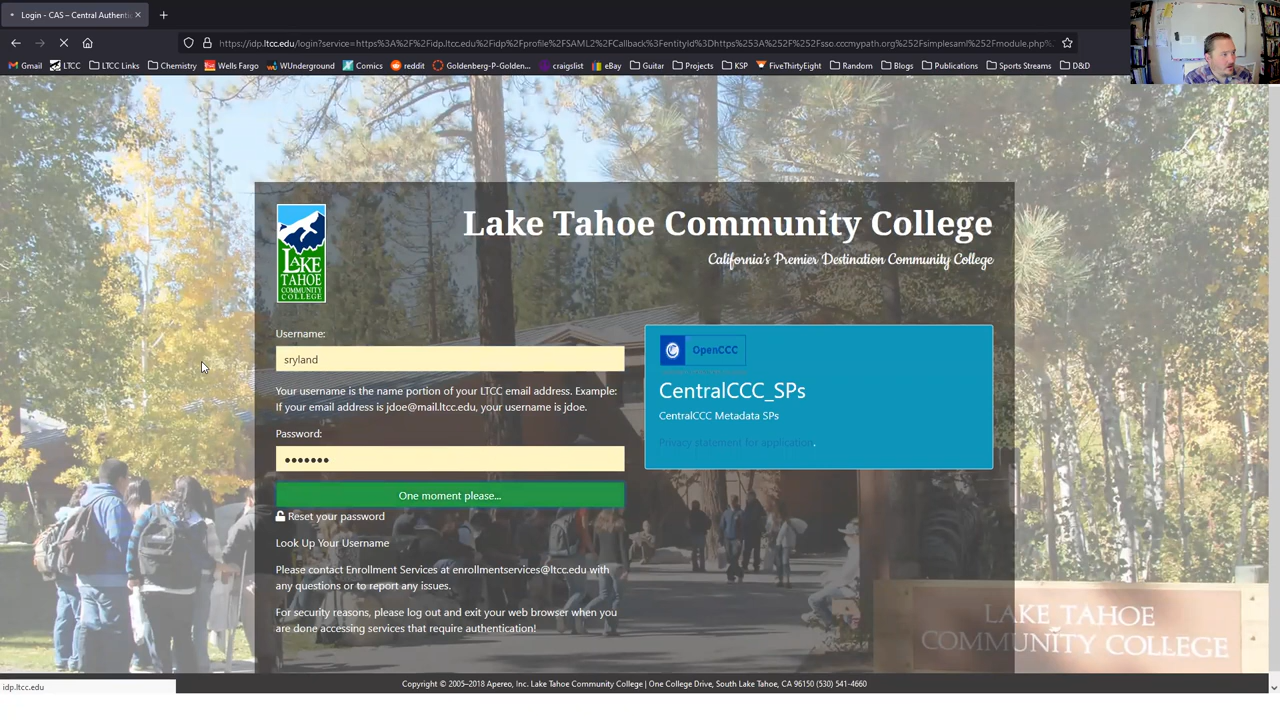 Login - CAS – Central Authentic
https://idp.ltcc.edu/login?service=https%3A%2F%2Fidp.ltcc.edu%2Fidp%2Fprofile%2FSAML2%2FCallback%3FentityId%3Dhttps%253A%252F%252Fsso.cccmypath.org%252Fsimplesaml%252Fmodule.php%
Gmail LTCC LTCC Links Chemistry Wells Fargo WUnderground Comics reddit Goldenberg-P-Golden... craigslist eBay Guitar Projects KSP FiveThirtyEight Random Blogs Publications Sports Streams D&D
Lake Tahoe Community College
California's Premier Destination Community College
LAKE
TAHOE
COMMUNITY
COLLEGE
Username:
sryland
Your username is the name portion of your LTCC email address. Example:
If your email address is jdoe@mail.ltcc.edu, your username is jdoe.
Password:
•••••••
One moment please...
Reset your password
Look Up Your Username
Please contact Enrollment Services at enrollmentservices@ltcc.edu with
any questions or to report any issues.
For security reasons, please log out and exit your web browser when you
are done accessing services that require authentication!
OpenCCC
CentralCCC_SPs
CentralCCC Metadata SPs
Privacy statement for application.
LAKE TAHOE
COMMUNITY COLLEGE
Copyright © 2005–2018 Apereo, Inc. Lake Tahoe Community College | One College Drive, South Lake Tahoe, CA 96150 (530) 541-4660
idp.ltcc.edu